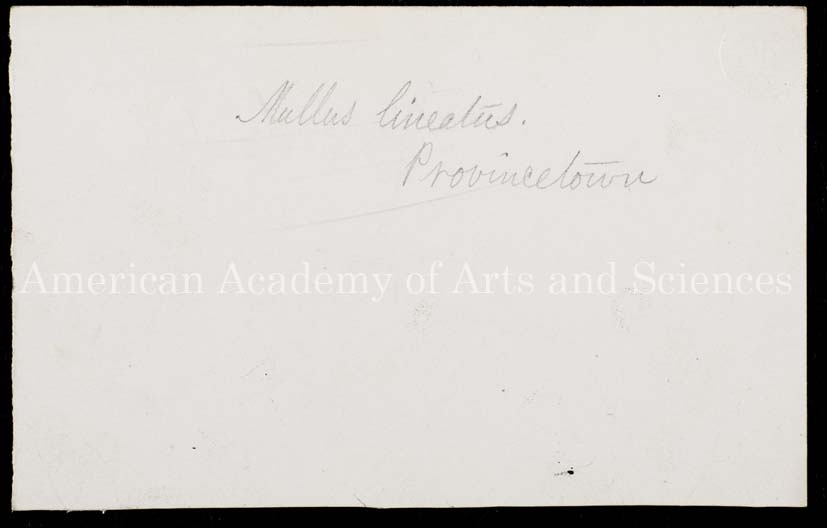 Mullus lineatus.
Provincetown
American Academy of Arts and Sciences